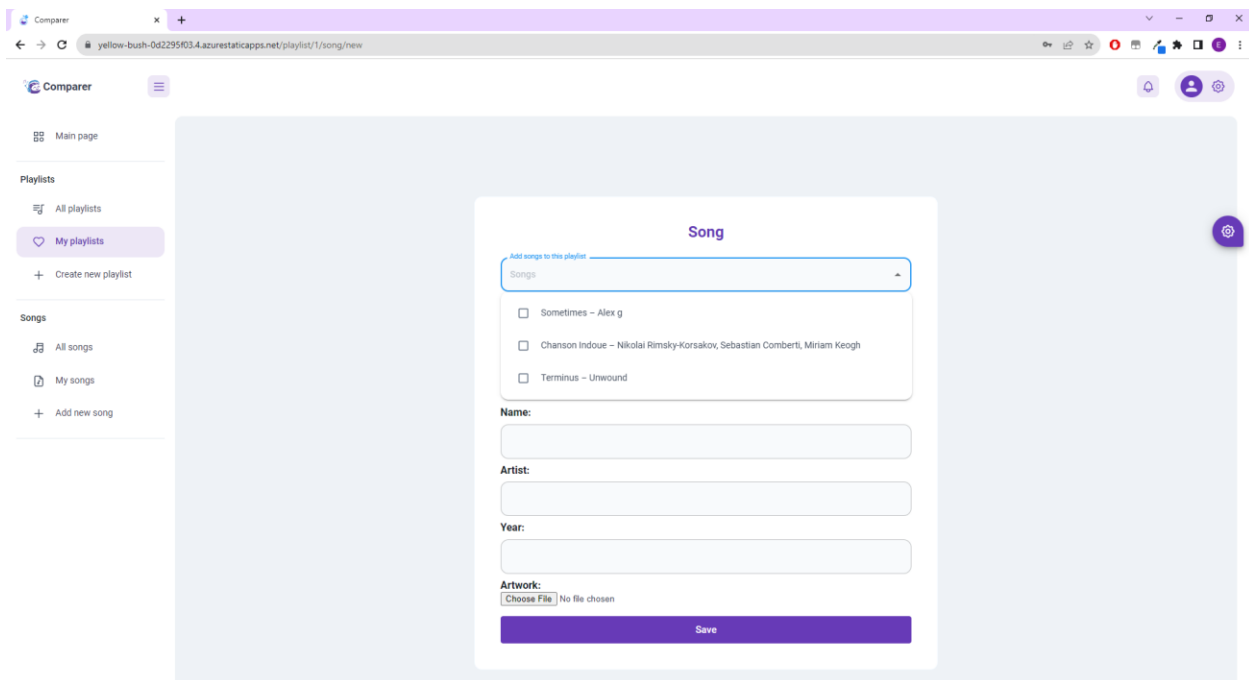 Comparer
yellow-bush-0d2295f03.4.azurestaticapps.net/playlist/1/song/new
E
Comparer
Main page
Playlists
All playlists
My playlists
Create new playlist
Songs
All songs
My songs
Add new song
Song
Add songs to this playlist
Songs
Sometimes – Alex g
Chanson Indoue – Nikolai Rimsky-Korsakov, Sebastian Comberti, Miriam Keogh
Terminus – Unwound
Name:
Artist:
Year:
Artwork:
Choose File No file chosen
Save